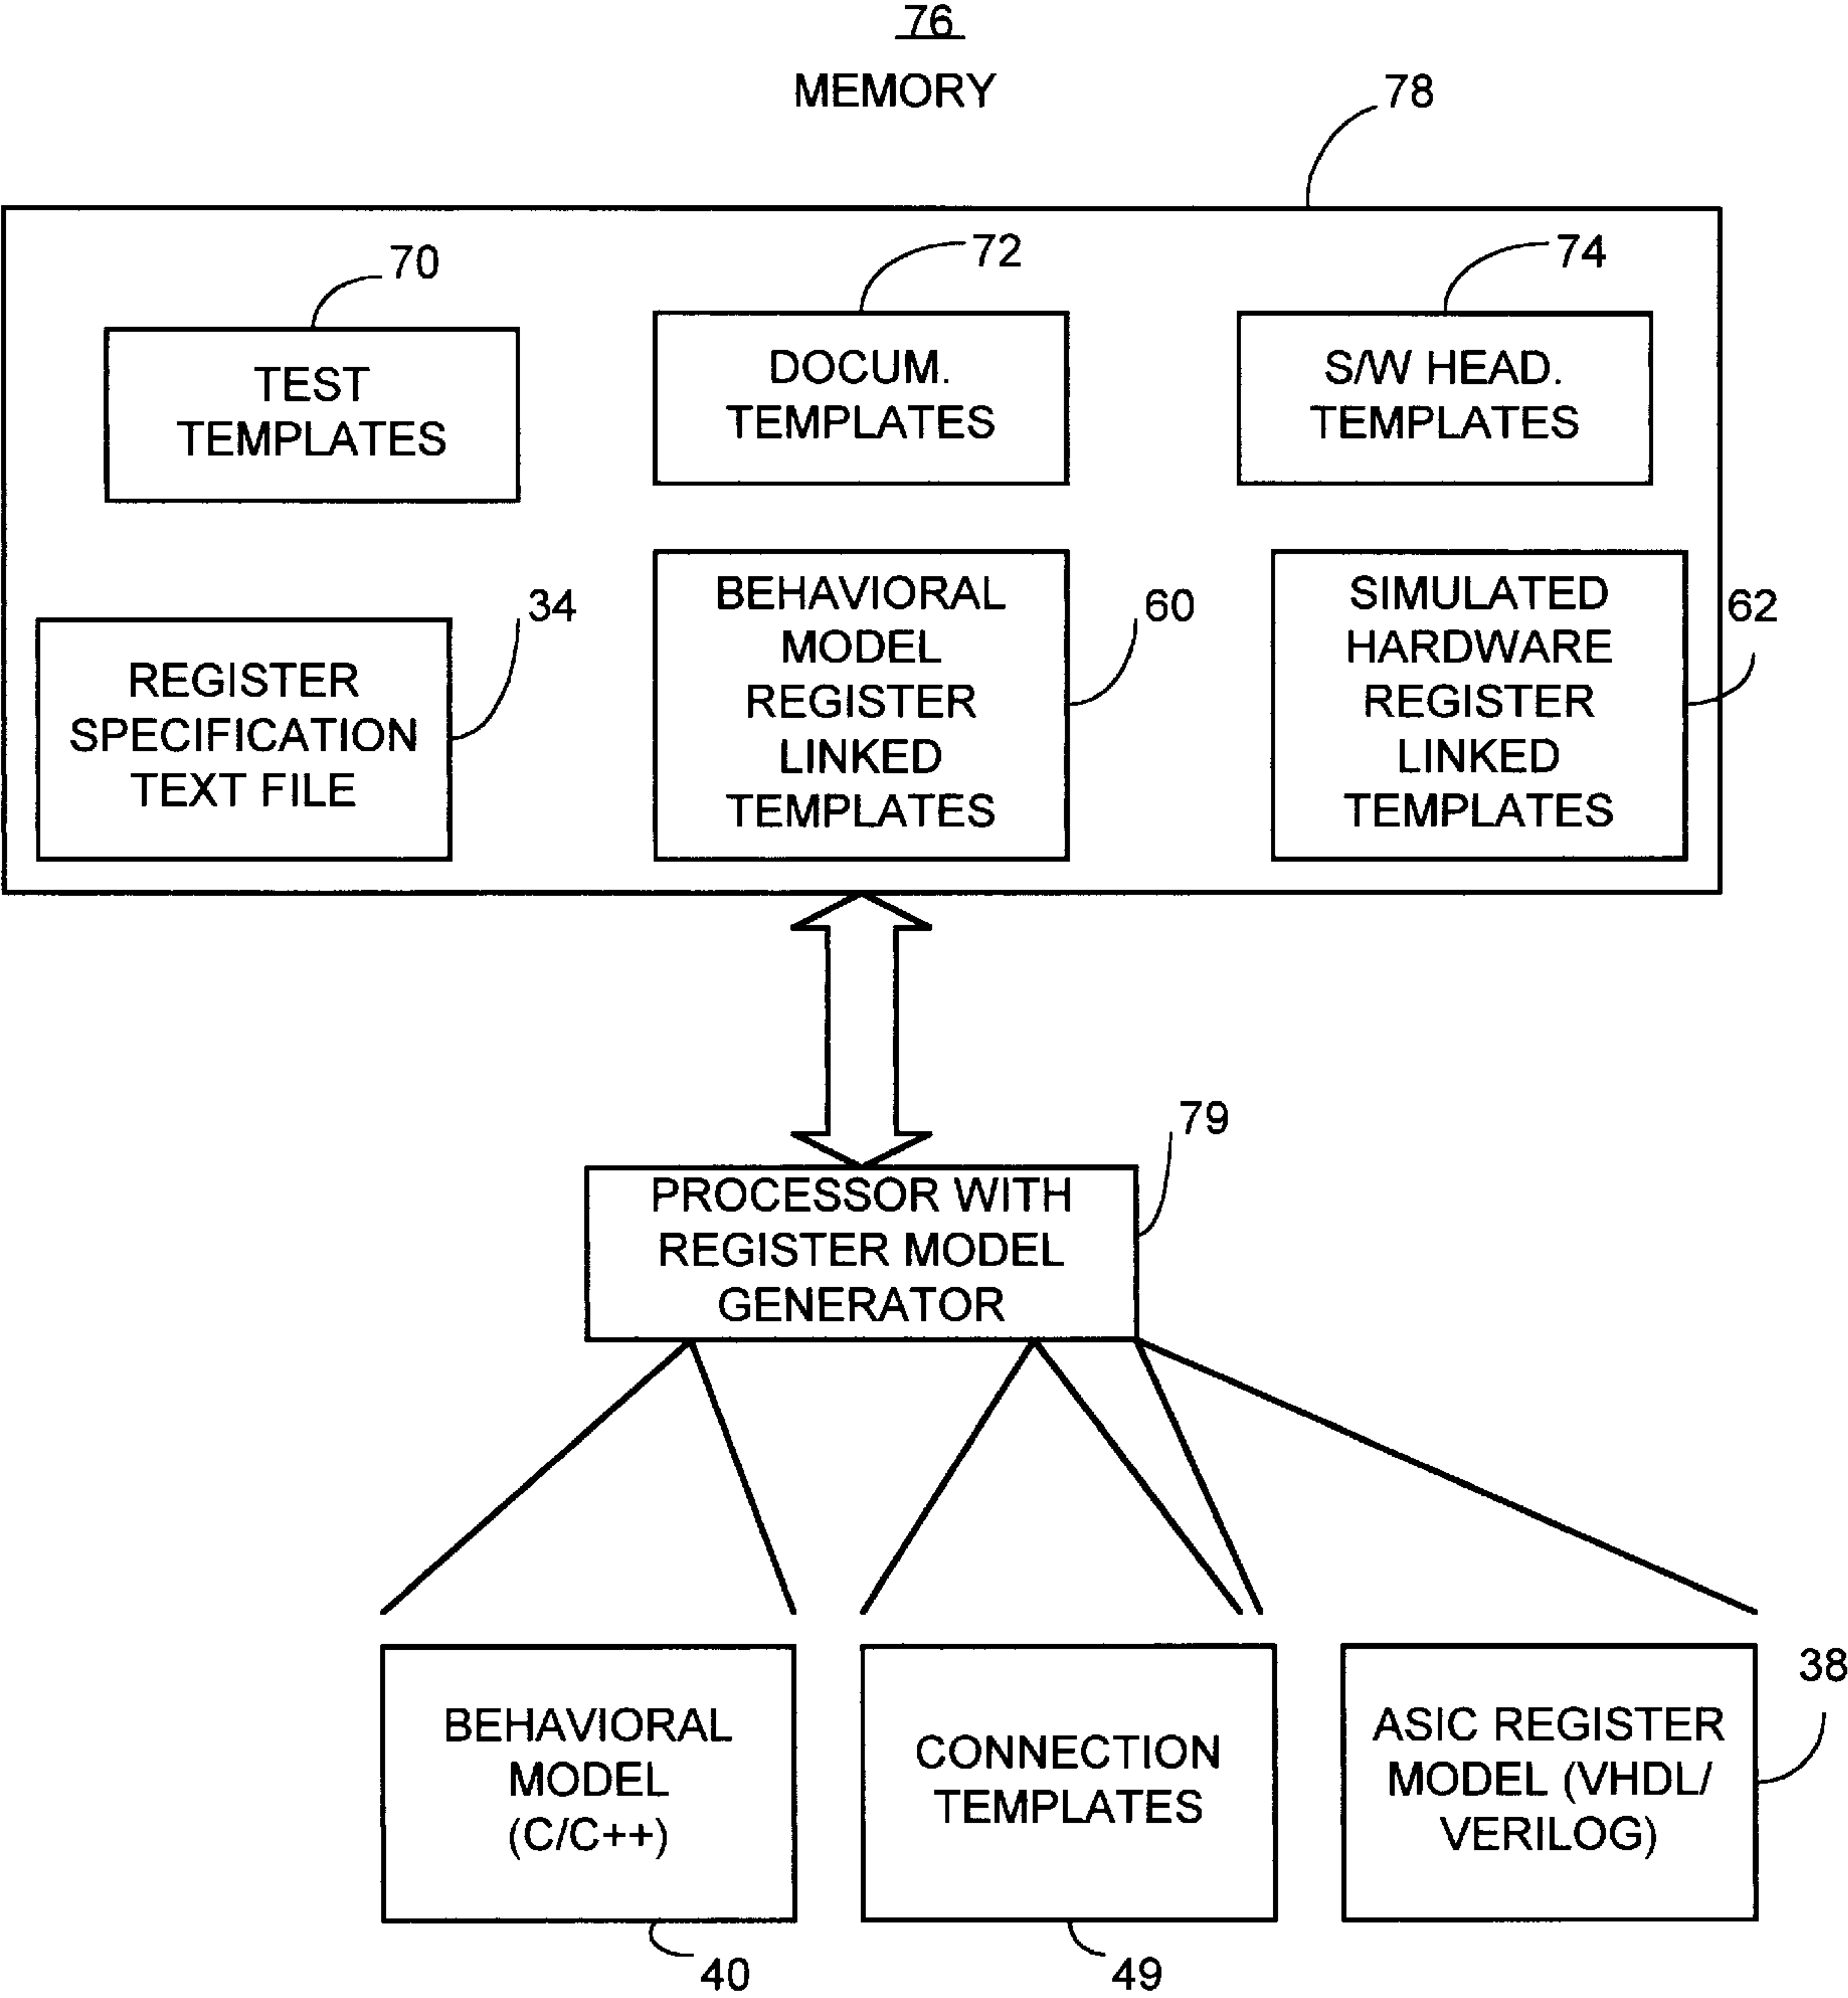 76
MEMORY
78
70
72
74
TEST
TEMPLATES
DOCUM.
TEMPLATES
S/W HEAD.
TEMPLATES
34
REGISTER
SPECIFICATION
TEXT FILE
60
BEHAVIORAL
MODEL
REGISTER
LINKED
TEMPLATES
62
SIMULATED
HARDWARE
REGISTER
LINKED
TEMPLATES
79
PROCESSOR WITH
REGISTER MODEL
GENERATOR
BEHAVIORAL
MODEL
(C/C++)
40
CONNECTION
TEMPLATES
49
38
ASIC REGISTER
MODEL (VHDL/
VERILOG)